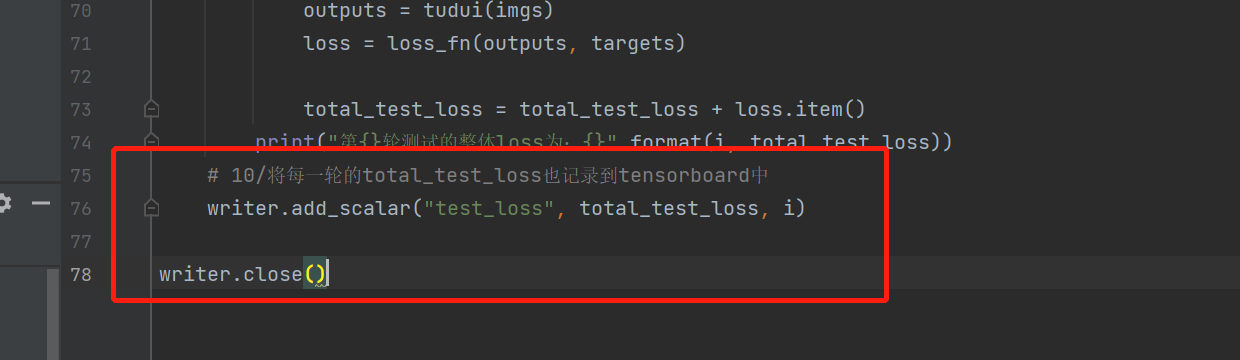 70 outputs = tudui(imgs)
71 loss = loss_fn(outputs, targets)
72
73 total_test_loss = total_test_loss + loss.item()
74 print("第{}轮测试的整体loss为: {}".format(i, total_test_loss))
75 # 10/将每一轮的total_test_loss也记录到tensorboard中
76 writer.add_scalar("test_loss", total_test_loss, i)
77
78 writer.close()